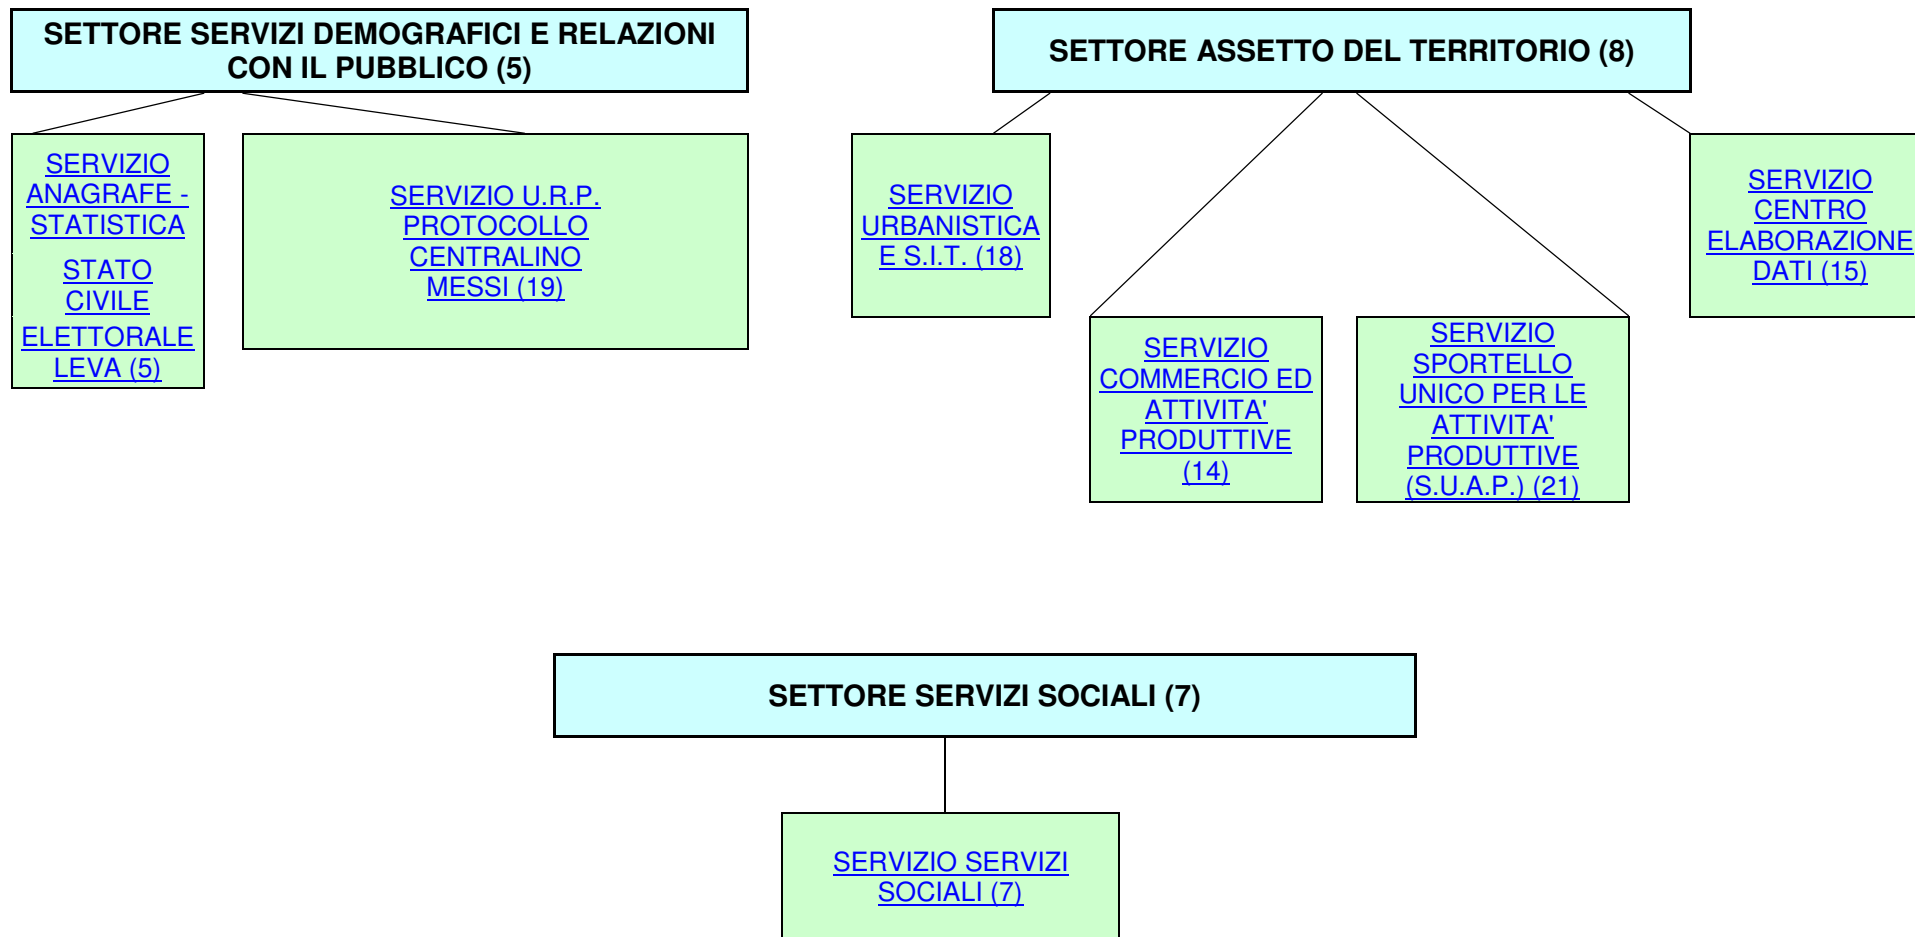 SETTORE SERVIZI DEMOGRAFICI E RELAZIONI
CON IL PUBBLICO (5)
SETTORE ASSETTO DEL TERRITORIO (8)
SERVIZIO
ANAGRAFE -
STATISTICA
STATO
CIVILE
ELETTORALE
LEVA (5)
SERVIZIO U.R.P.
PROTOCOLLO
CENTRALINO
MESSI (19)
SERVIZIO
URBANISTICA
E S.I.T. (18)
SERVIZIO
COMMERCIO ED
ATTIVITA'
PRODUTTIVE
(14)
SERVIZIO
SPORTELLO
UNICO PER LE
ATTIVITA'
PRODUTTIVE
(S.U.A.P.) (21)
SERVIZIO
CENTRO
ELABORAZIONE
DATI (15)
SETTORE SERVIZI SOCIALI (7)
SERVIZIO SERVIZI
SOCIALI (7)